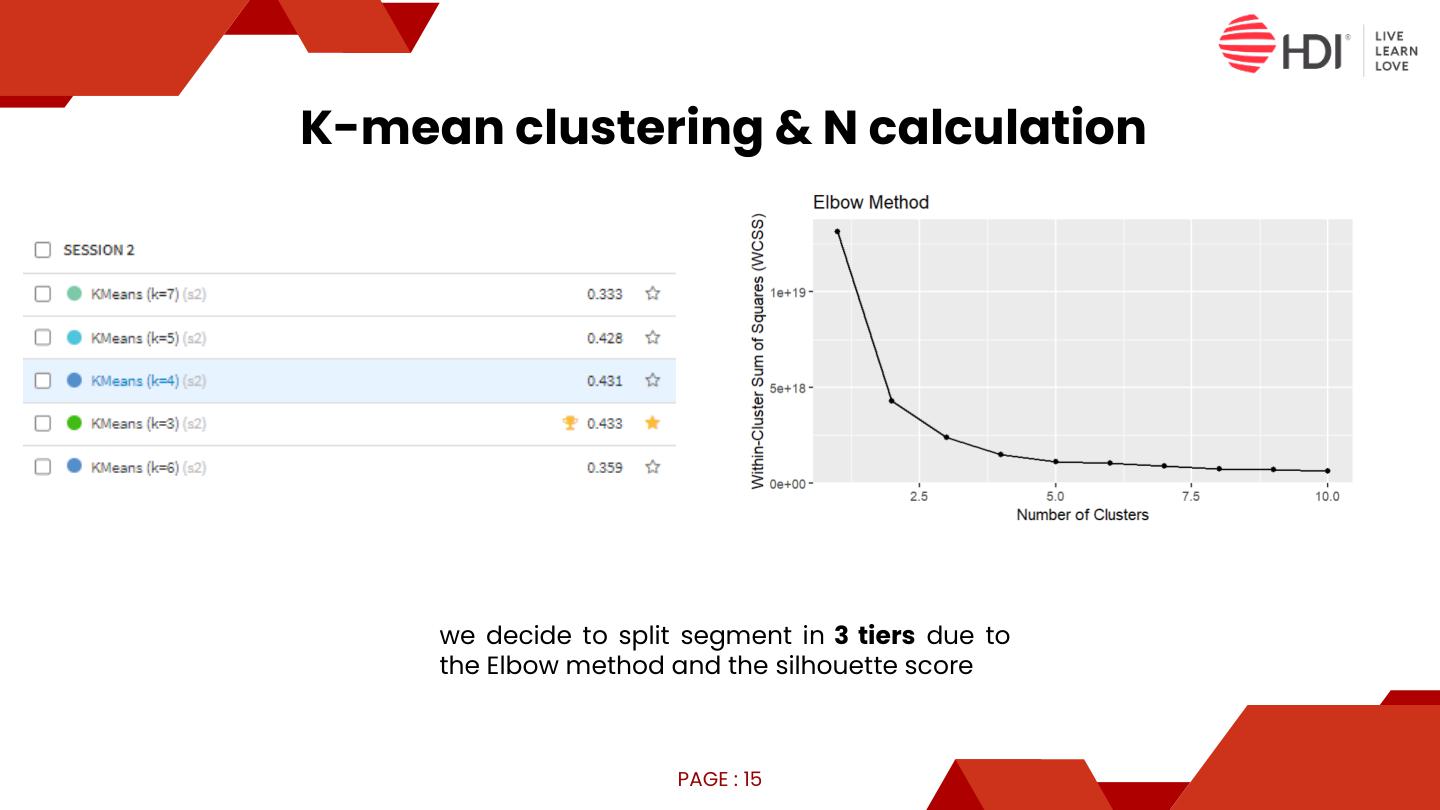 HDI®
LIVE
LEARN
LOVE
K-mean clustering & N calculation
SESSION 2
KMeans (k=7) (s2) 0.333
KMeans (k=5) (s2) 0.428
KMeans (k=4) (s2) 0.431
KMeans (k=3) (s2) 0.433
KMeans (k=6) (s2) 0.359
Elbow Method
Within-Cluster Sum of Squares (WCSS)
1e+19
5e+18
0e+00
2.5 5.0 7.5 10.0
Number of Clusters
we decide to split segment in 3 tiers due to
the Elbow method and the silhouette score
PAGE : 15